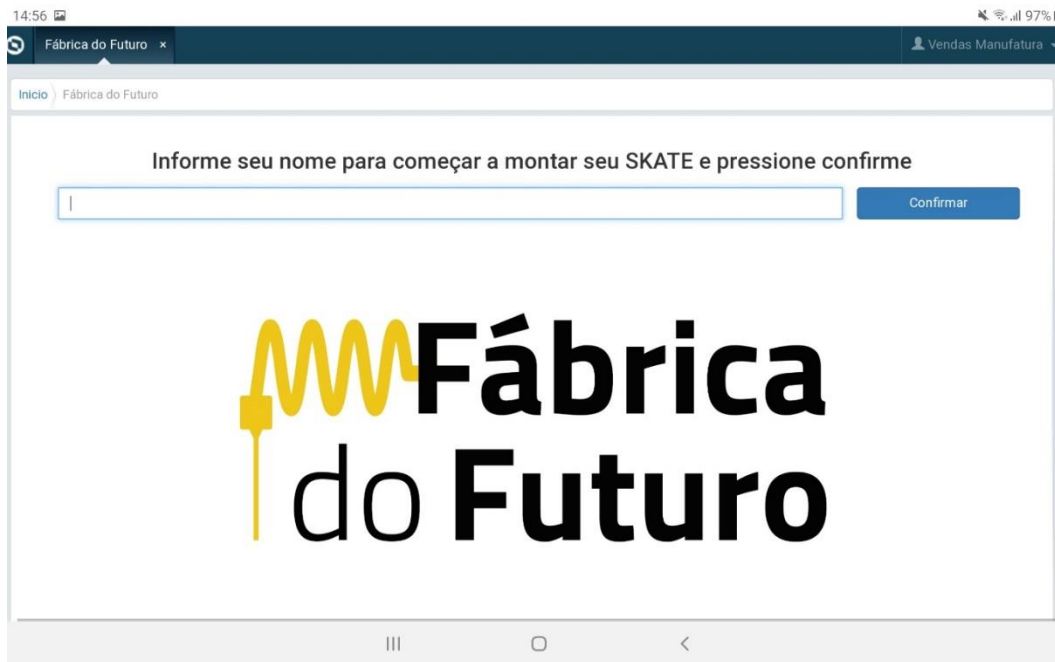 14:56 97%
Fábrica do Futuro × Vendas Manufatura
Inicio Fábrica do Futuro
Informe seu nome para começar a montar seu SKATE e pressione confirme
Confirmar
Fábrica
do Futuro